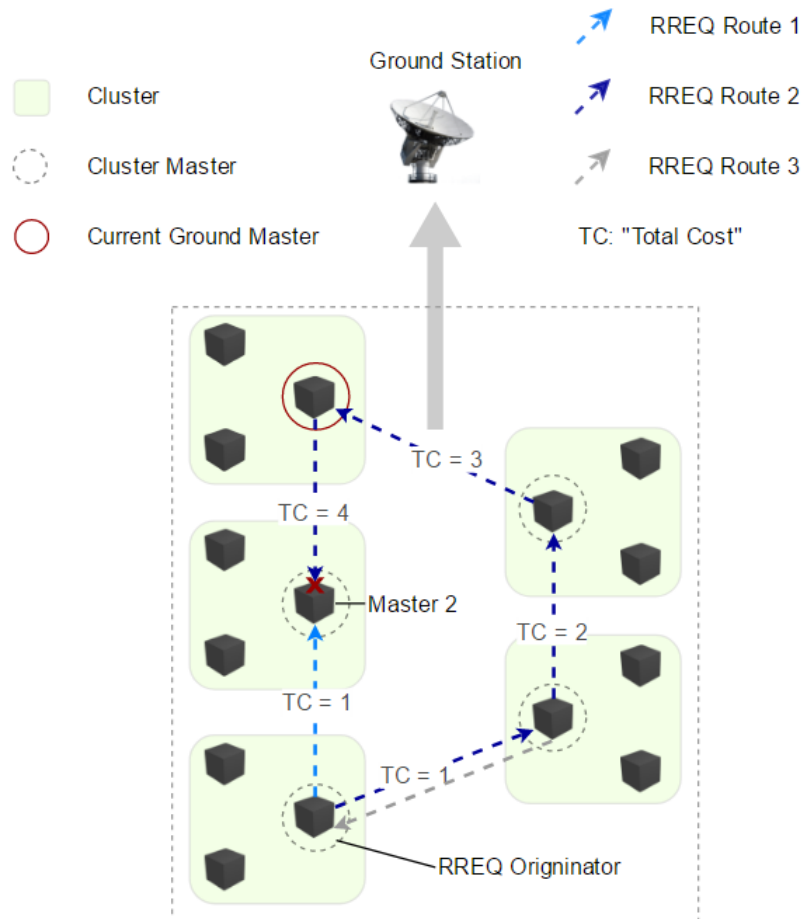 RREQ Route 1
Ground Station
Cluster
RREQ Route 2
Cluster Master
RREQ Route 3
Current Ground Master
TC: "Total Cost"
TC = 3
TC = 4
Master 2
TC = 2
TC = 1
TC = 1
RREQ Origninator